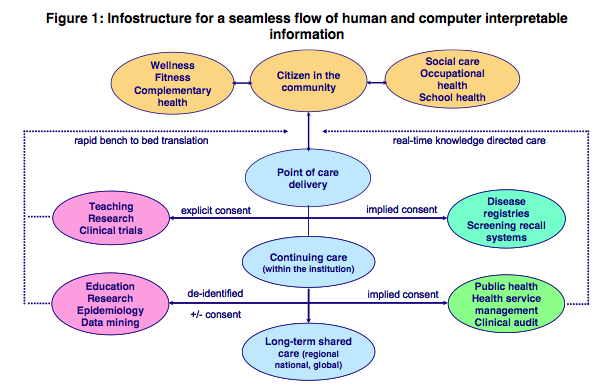 Figure 1: Infostructure for a seamless flow of human and computer interpretable
information
Wellness
Fitness
Complementary
health
Citizen in the
community
Social care
Occupational
health
School health
rapid bench to bed translation
real-time knowledge directed care
Point of care
delivery
Teaching
Research
Clinical trials
explicit consent
implied consent
Disease
registries
Screening recall
systems
Continuing care
(within the institution)
Education
Research
Epidemiology
Data mining
de-identified
+/- consent
implied consent
Public health
Health service
management
Clinical audit
Long-term shared
care (regional
national, global)